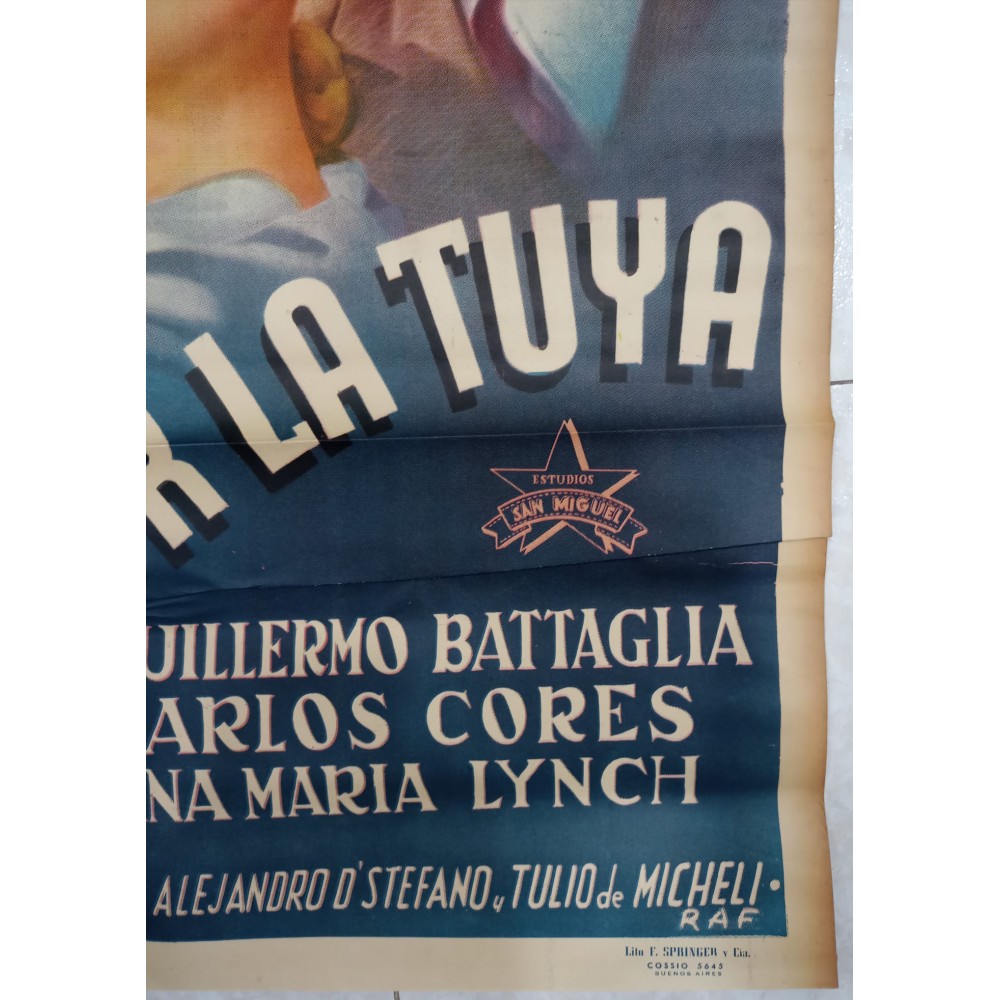 R LA TUYA
ESTUDIOS
SAN MIGUEL
UILLERMO BATTAGLIA
ARLOS CORES
NA MARIA LYNCH
ALEJANDRO D'STEFANO y TULIO de MICHELI.
RAF
Lito F. SPRINGER y Cia.
COSSIO 5645
BUENOS AIRES